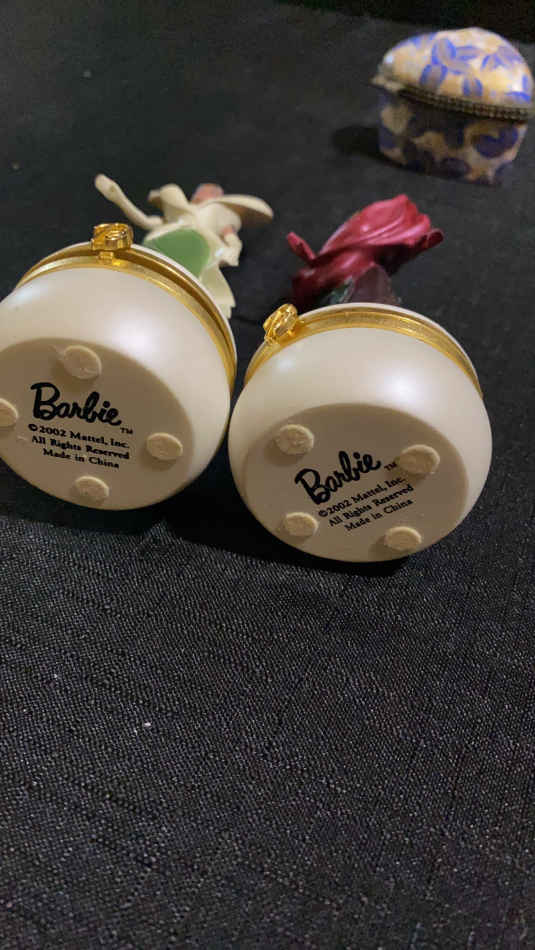 Barbie™
©2002 Mattel, Inc.
All Rights Reserved
Made in China
Barbie™
©2002 Mattel, Inc.
All Rights Reserved
Made in China